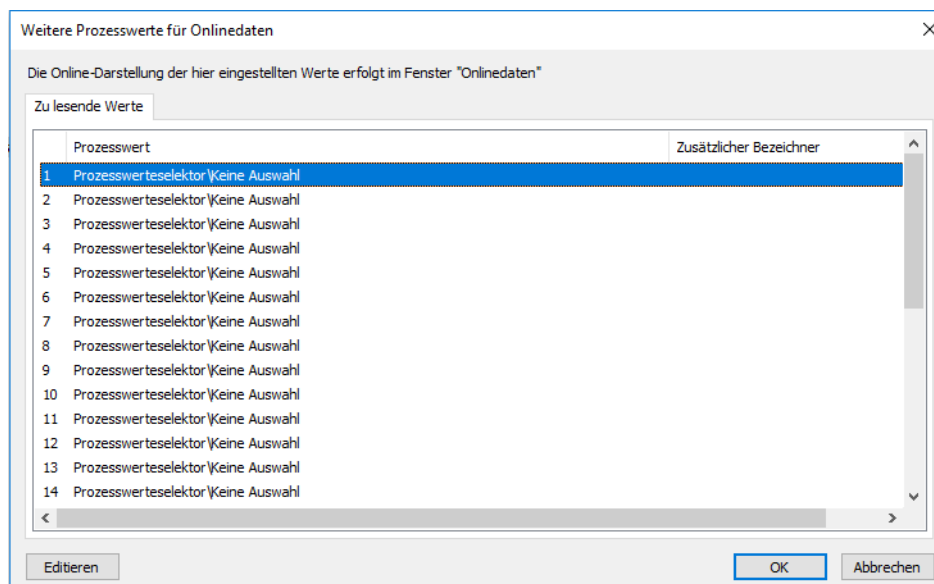 Weitere Prozesswerte für Onlinedaten
Die Online-Darstellung der hier eingestellten Werte erfolgt im Fenster "Onlinedaten"
Zu lesende Werte
Prozesswert Zusätzlicher Bezeichner
1 Prozesswerteselektor\Keine Auswahl
2 Prozesswerteselektor\Keine Auswahl
3 Prozesswerteselektor\Keine Auswahl
4 Prozesswerteselektor\Keine Auswahl
5 Prozesswerteselektor\Keine Auswahl
6 Prozesswerteselektor\Keine Auswahl
7 Prozesswerteselektor\Keine Auswahl
8 Prozesswerteselektor\Keine Auswahl
9 Prozesswerteselektor\Keine Auswahl
10 Prozesswerteselektor\Keine Auswahl
11 Prozesswerteselektor\Keine Auswahl
12 Prozesswerteselektor\Keine Auswahl
13 Prozesswerteselektor\Keine Auswahl
14 Prozesswerteselektor\Keine Auswahl
Editieren OK Abbrechen